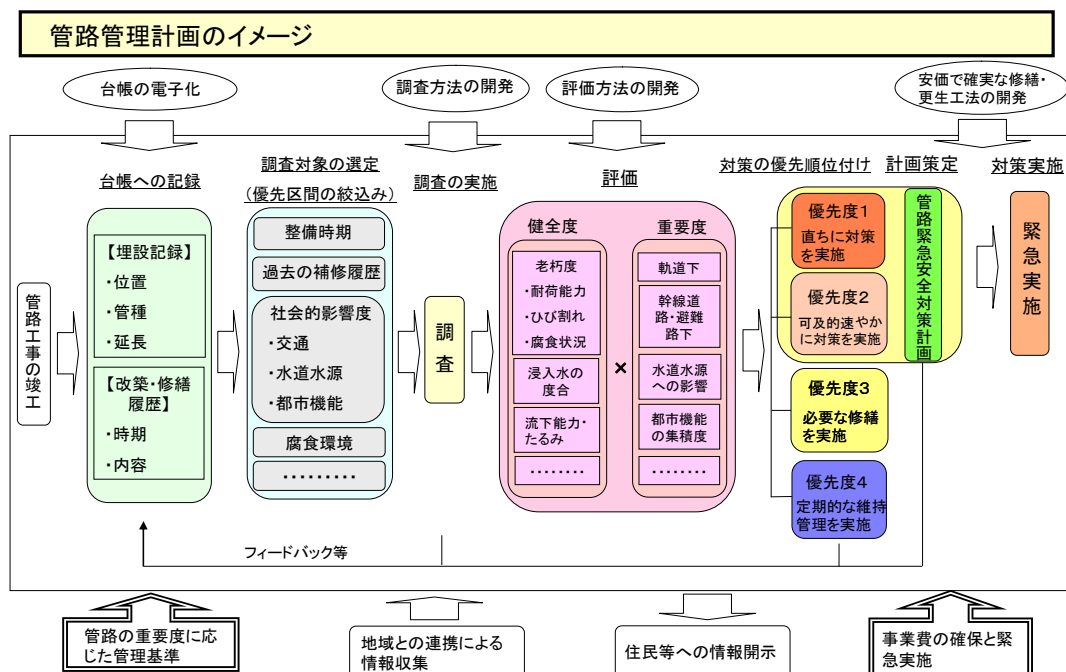 管路管理計画のイメージ
台帳の電子化
調査方法の開発
評価方法の開発
安価で確実な修繕・
更生工法の開発
台帳への記録
調査対象の選定
(優先区間の絞込み)
調査の実施
評価
対策の優先順位付け
計画策定
対策実施
管路工事の竣工
【埋設記録】
・位置
・管種
・延長
【改築・修繕
履歴】
・時期
・内容
整備時期
過去の補修履歴
社会的影響度
・交通
・水道水源
・都市機能
腐食環境
・・・・・・・・・
調査
健全度
老朽度
・耐荷能力
・ひび割れ
・腐食状況
浸入水の
度合
流下能力・
たるみ
・・・・・・・・
×
重要度
軌道下
幹線道
路・避難
路下
水道水源
への影響
都市機能
の集積度
・・・・・・・・
優先度1
直ちに対策
を実施
優先度2
可及的速やか
に対策を実施
優先度3
必要な修繕
を実施
優先度4
定期的な維持
管理を実施
管路緊急安全対策計画
緊急実施
フィードバック等
管路の重要度に応
じた管理基準
地域との連携による
情報収集
住民等への情報開示
事業費の確保と緊
急実施